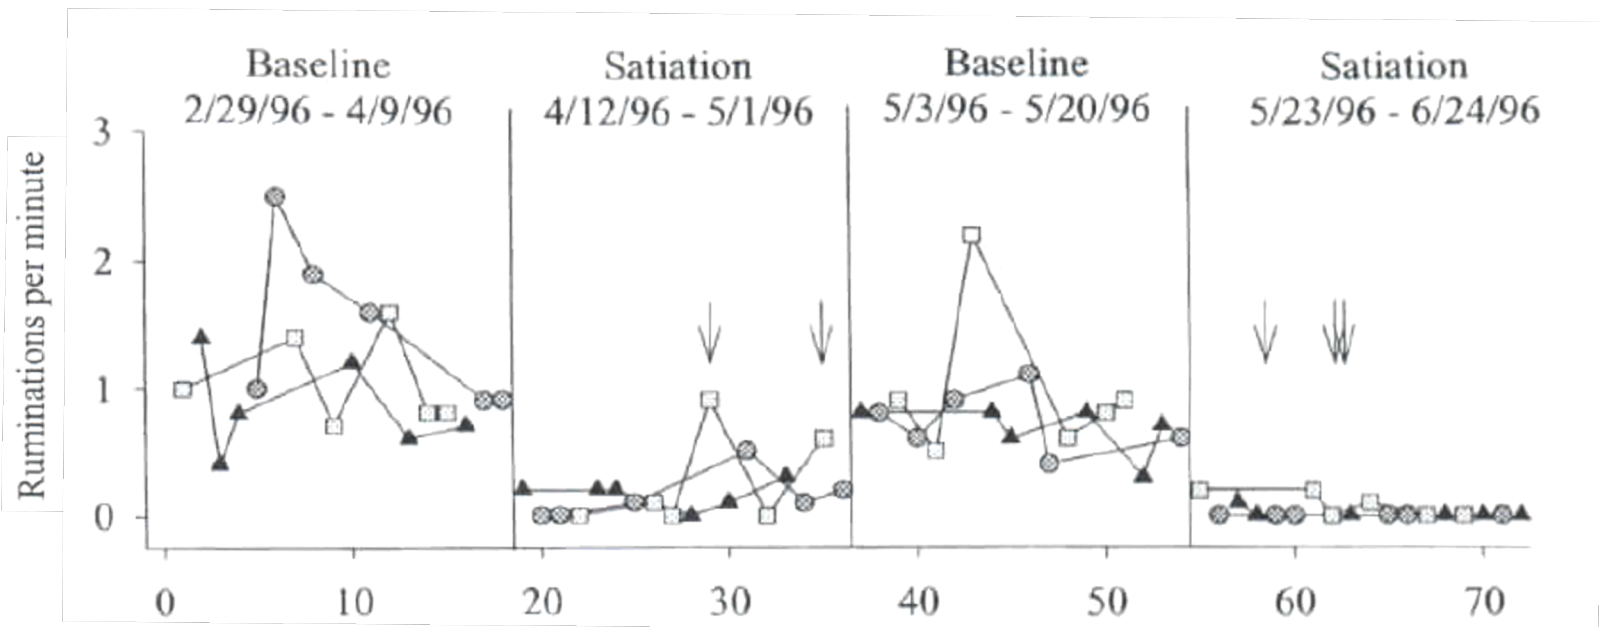 Baseline
2/29/96 - 4/9/96
Satiation
4/12/96 - 5/1/96
Baseline
5/3/96 - 5/20/96
Satiation
5/23/96 - 6/24/96
Ruminations per minute
3
2
1
0
0 10 20 30 40 50 60 70